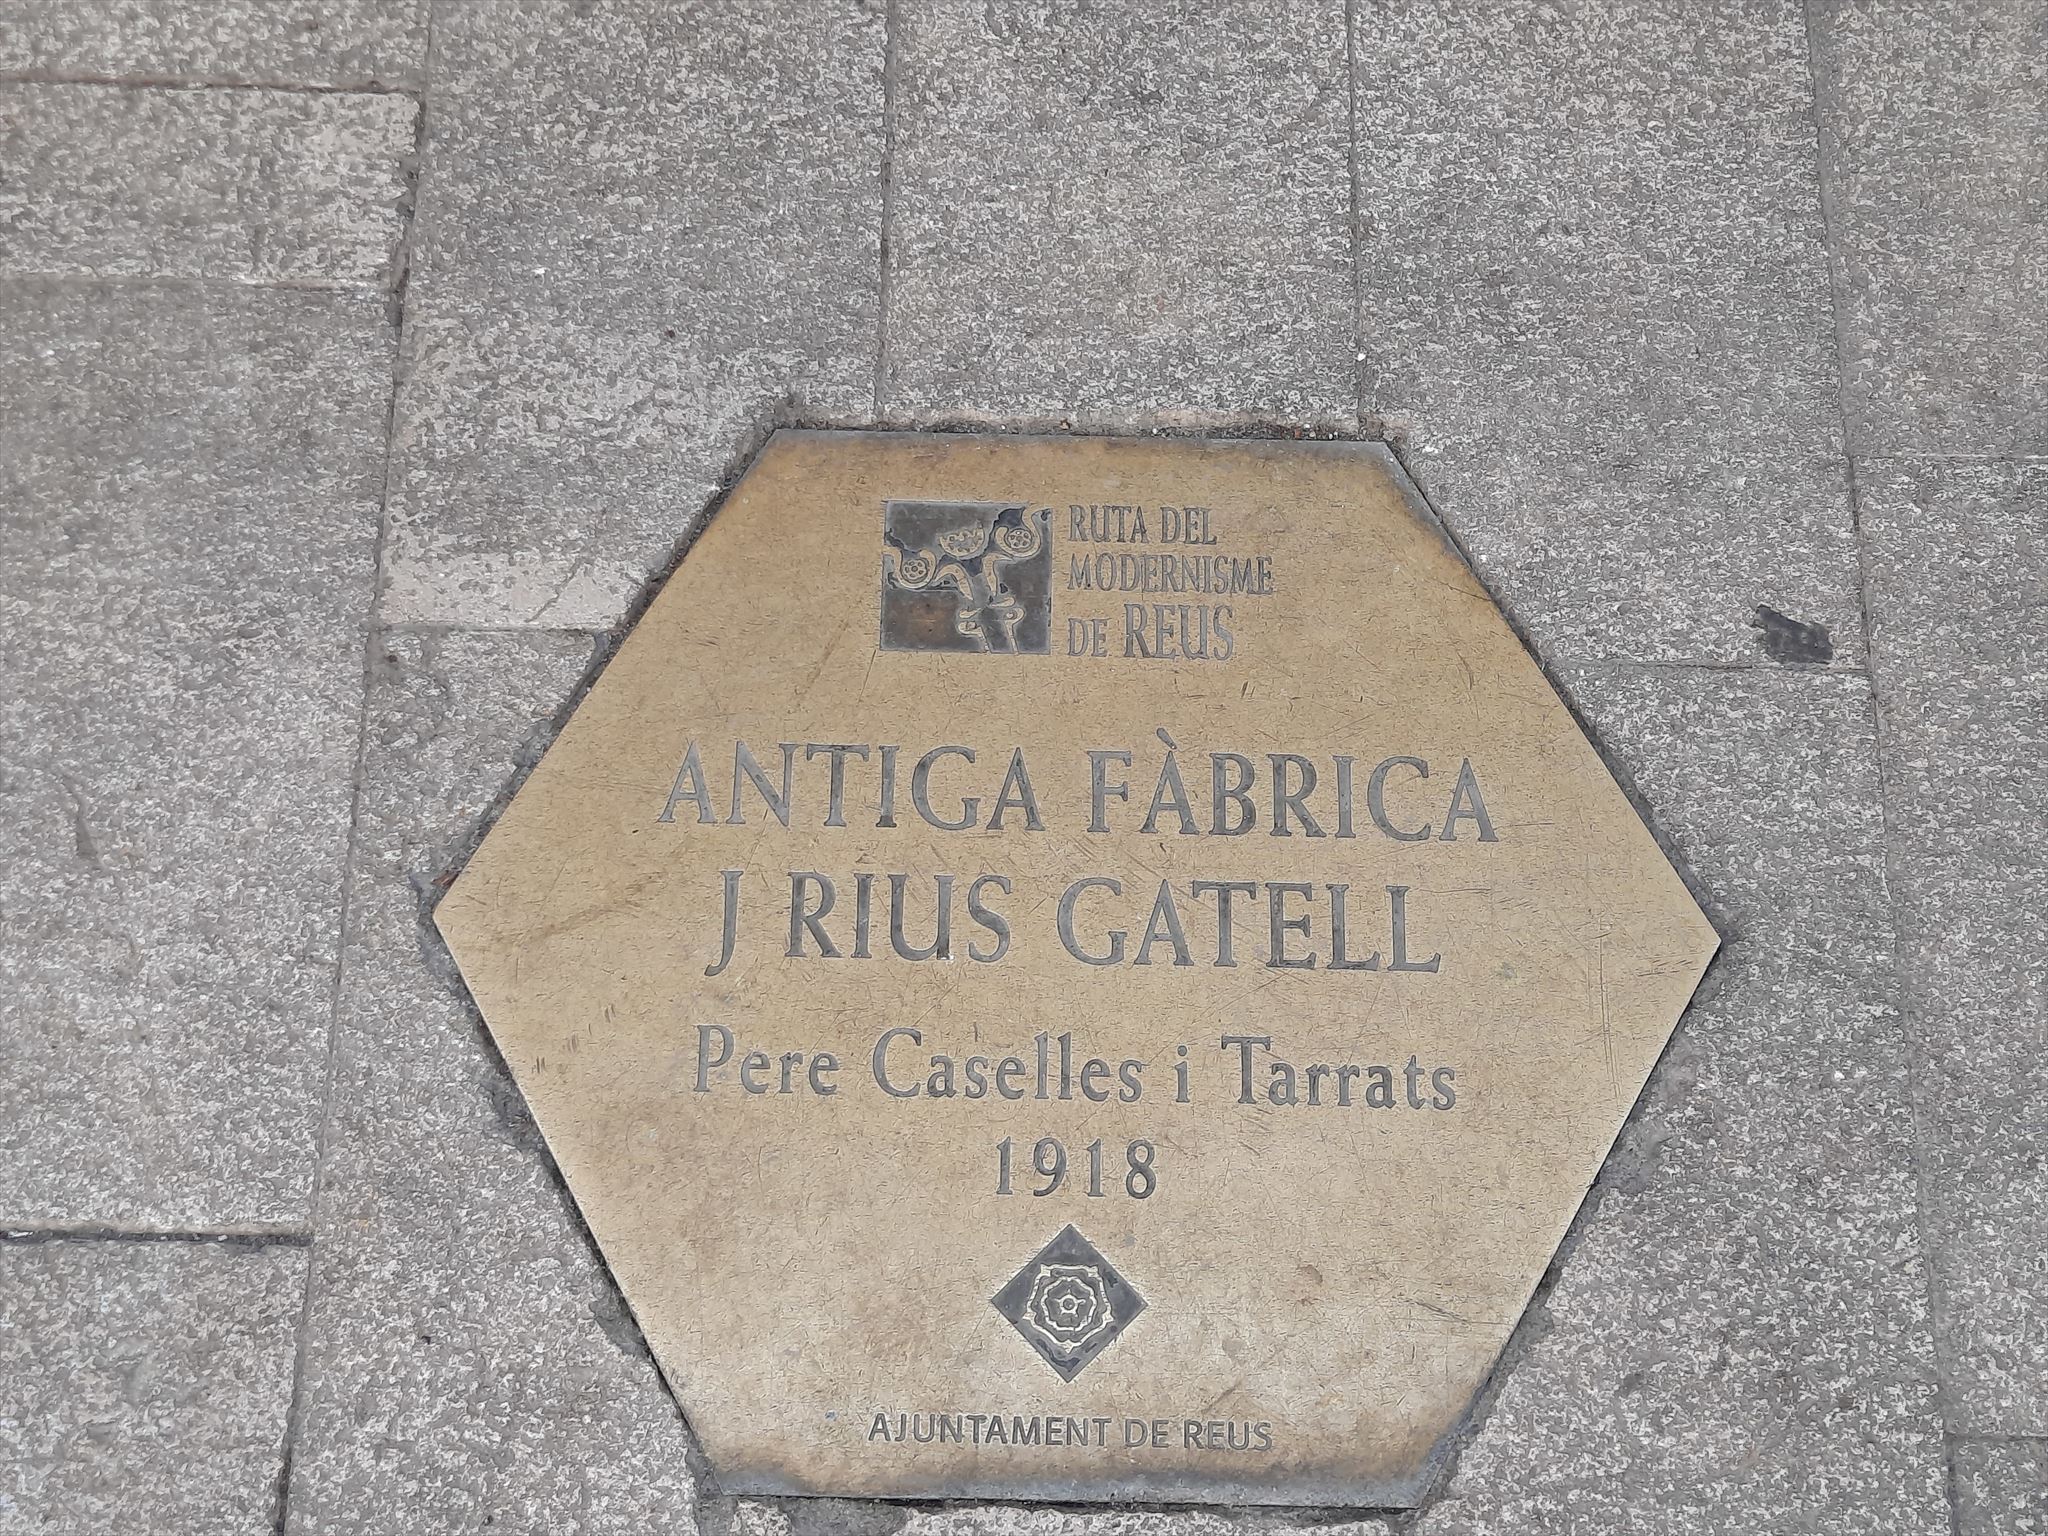 RUTA DEL
MODERNISME
DE REUS
ANTIGA FÀBRICA
J RIUS GATELL
Pere Caselles i Tarrats
1918
AJUNTAMENT DE REUS